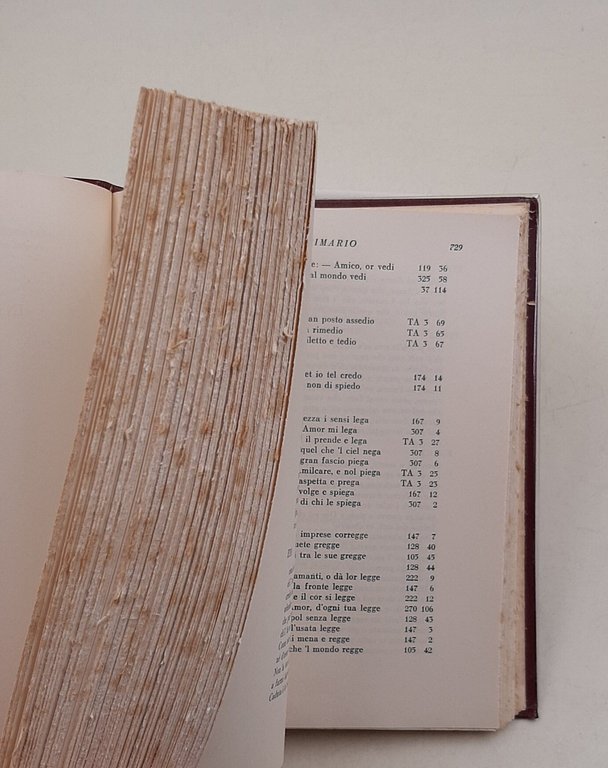 IMARIO 729
e: — Amico, or vedi 119 36
al mondo vedi 325 58
37 114
an posto assedio TA 3 69
rimedio TA 3 65
iletto e tedio TA 3 67
et io tel credo 174 14
non di spiedo 174 11
ezza i sensi lega 167 9
Amor mi lega 307 4
il prende e lega TA 3 27
quel che 'l ciel nega 307 8
gran fascio piega 307 6
milcare, e nol piega TA 3 25
aspetta e prega TA 3 23
volge e spiega 167 12
di chi le spiega 307 2
imprese corregge 147 7
nete gregge 128 40
tra le sue gregge 105 45
128 44
amanti, o dà lor legge 222 9
la fronte legge 147 6
e il cor si legge 222 12
Amor, d'ogni tua legge 270 106
pol senza legge 128 43
l'usata legge 147 3
i mena e regge 147 2
che 'l mondo regge 105 42